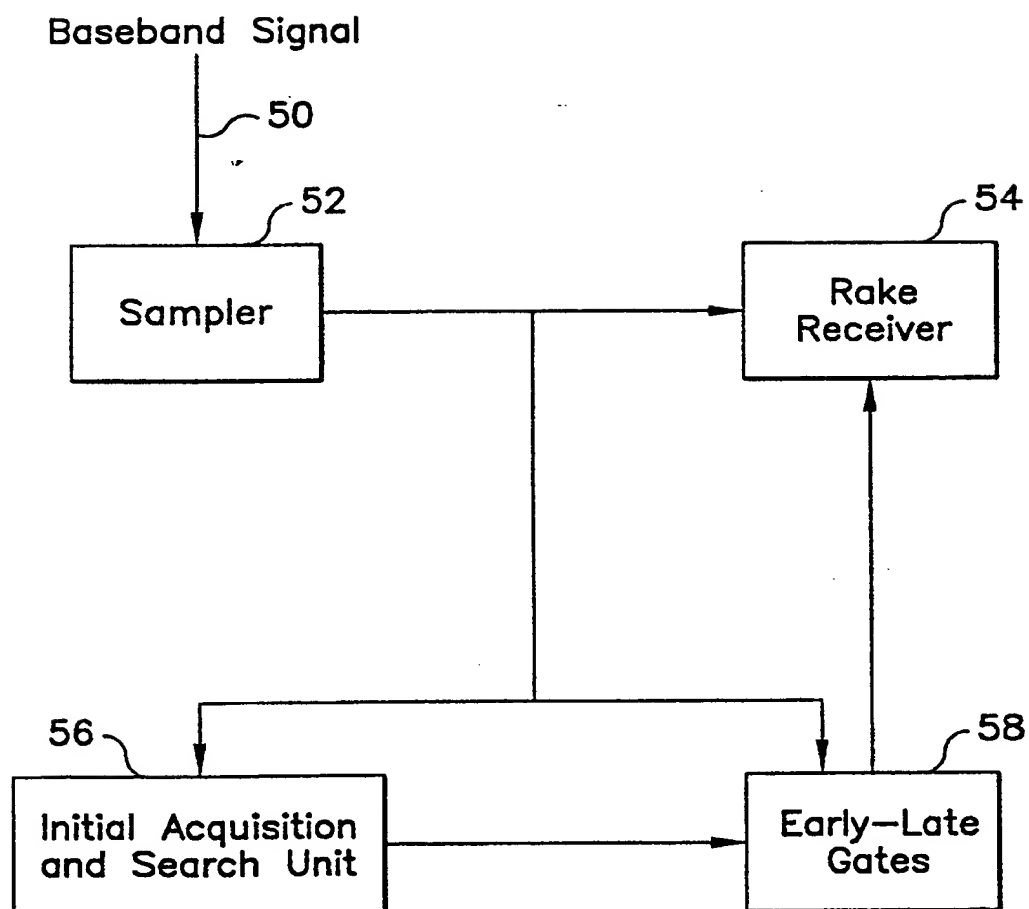 Baseband Signal
50
52
54
Sampler
Rake
Receiver
56
58
Initial Acquisition
and Search Unit
Early-Late
Gates